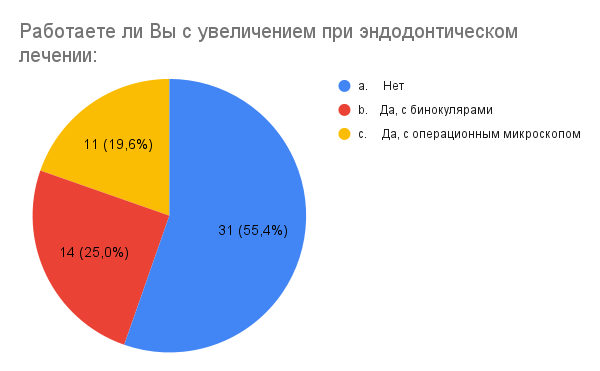 Работаете ли Вы с увеличением при эндодонтическом
лечении:
a. Нет
b. Да, с бинокулярами
c. Да, с операционным микроскопом
11 (19,6%)
31 (55,4%)
14 (25,0%)